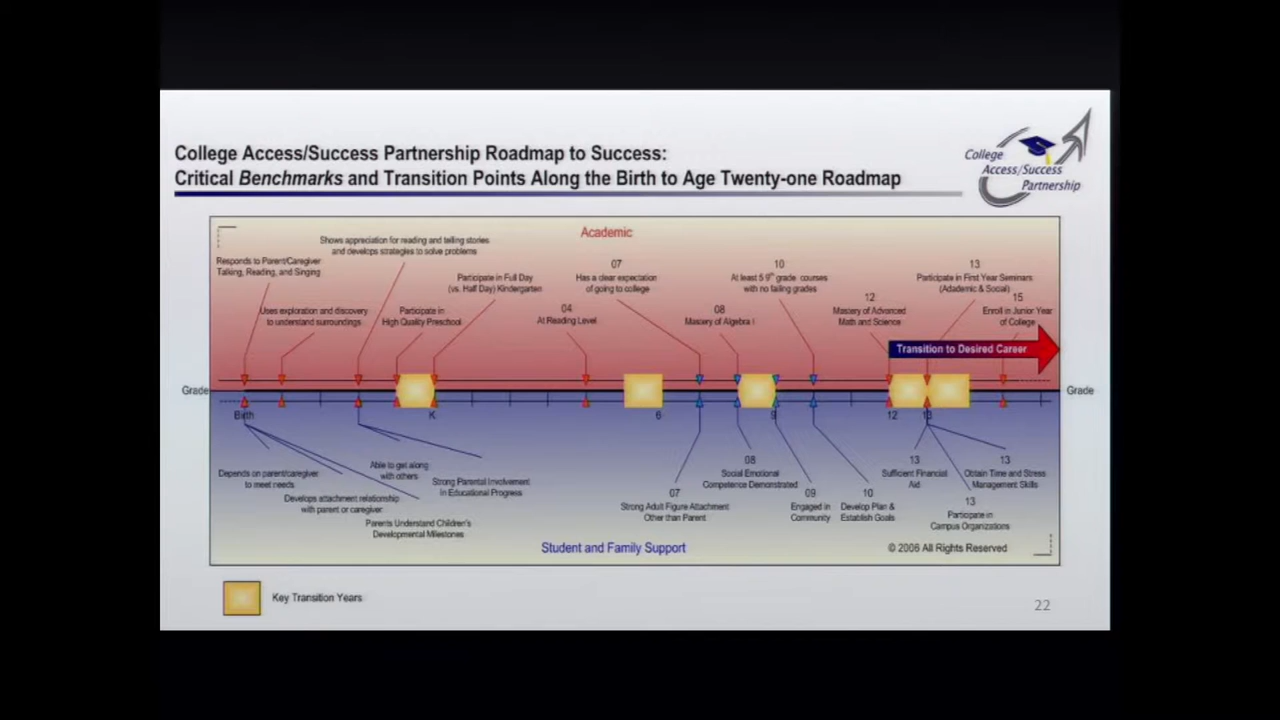 College Access/Success Partnership Roadmap to Success:
Critical Benchmarks and Transition Points Along the Birth to Age Twenty-one Roadmap
College
Access/Success
Partnership
Academic
Shows appreciation for reading and telling stories
and develops strategies to solve problems
Responds to Parent/Caregiver
Talking, Reading, and Singing
Uses exploration and discovery
to understand surroundings
Participate in
High Quality Preschool
Participate in Full Day
(vs. Half Day) Kindergarten
04
At Reading Level
07
Has a clear expectation
of going to college
08
Mastery of Algebra I
10
At least 5 9th grade courses
with no failing grades
12
Mastery of Advanced
Math and Science
13
Participate in First Year Seminars
(Adademic & Social)
15
Enroll in Junior Year
of College
Transition to Desired Career
Grade
Grade
Birth
K
6
9
12
13
Depends on parent/caregiver
to meet needs
Develops attachment relationship
with parent or caregiver
Parents Understand Children's
Developmental Milestones
Able to get along
with others
Strong Parental Involvement
In Educational Progress
07
Strong Adult Figure Attachment
Other than Parent
08
Social Emotional
Competence Demonstrated
09
Engaged in
Community
10
Develop Plan &
Establish Goals
13
Sufficient Financial
Aid
13
Participate in
Campus Organizations
13
Obtain Time and Stress
Management Skills
Student and Family Support
© 2006 All Rights Reserved
Key Transition Years
22